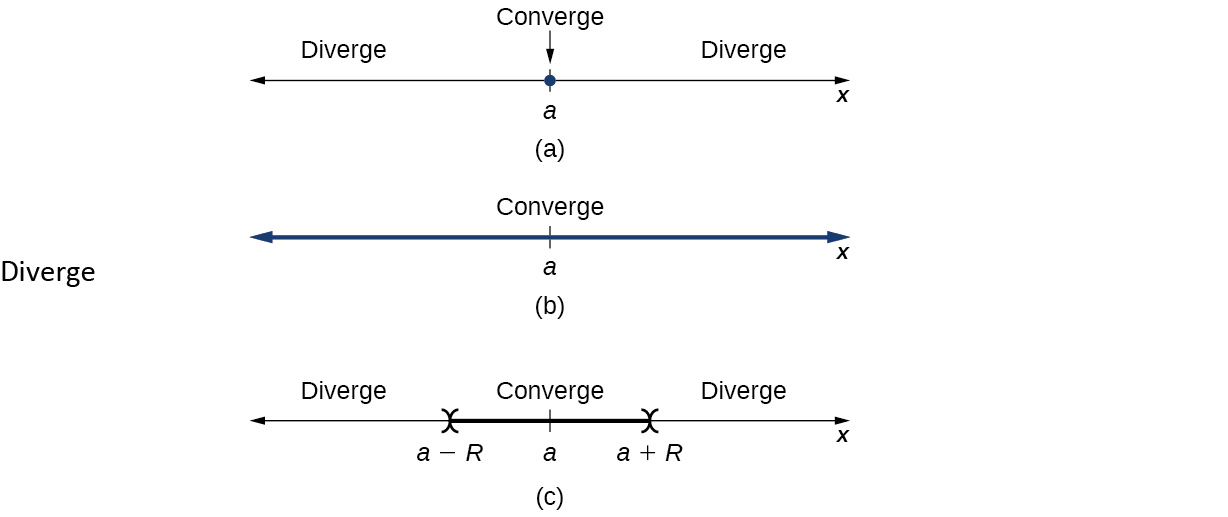 Converge
Diverge Diverge
x
a
(a)
Converge
x
a
(b)
Diverge
Diverge Converge Diverge
x
a − R a a + R
(c)